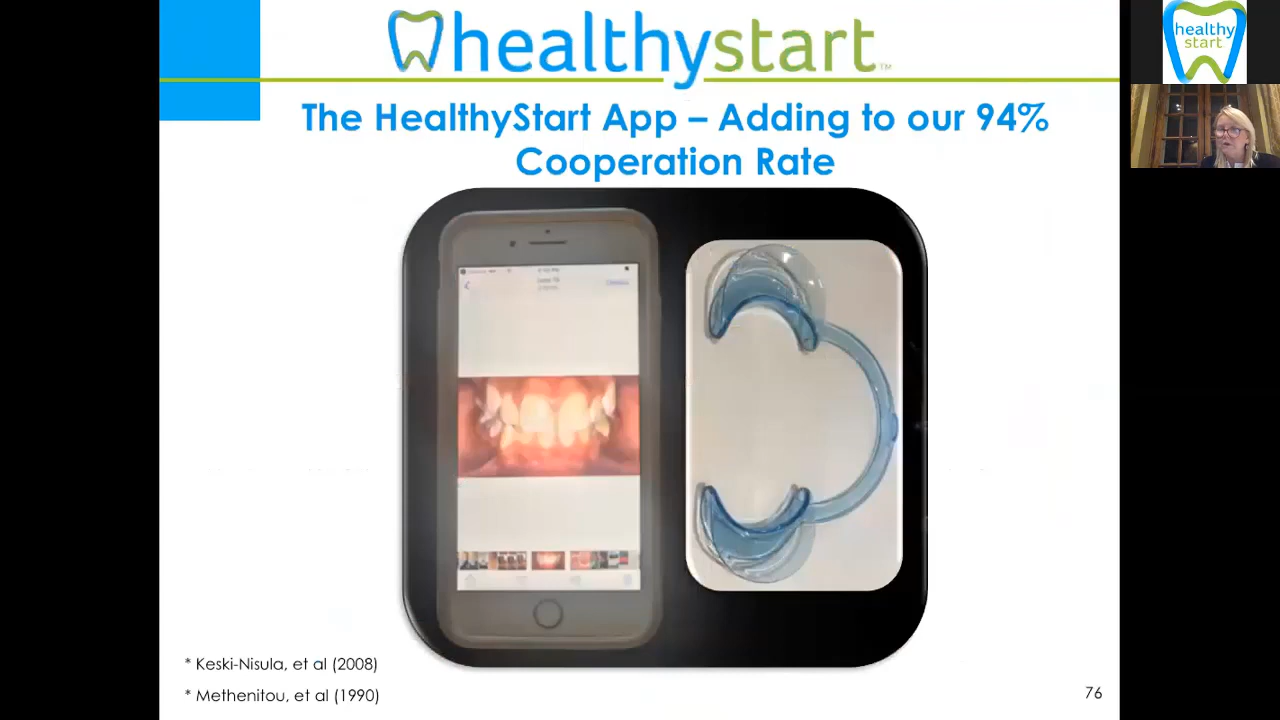 healthystart™
The HealthyStart App – Adding to our 94%
Cooperation Rate
* Keski-Nisula, et al (2008)
* Methenitou, et al (1990)
76
healthy
start